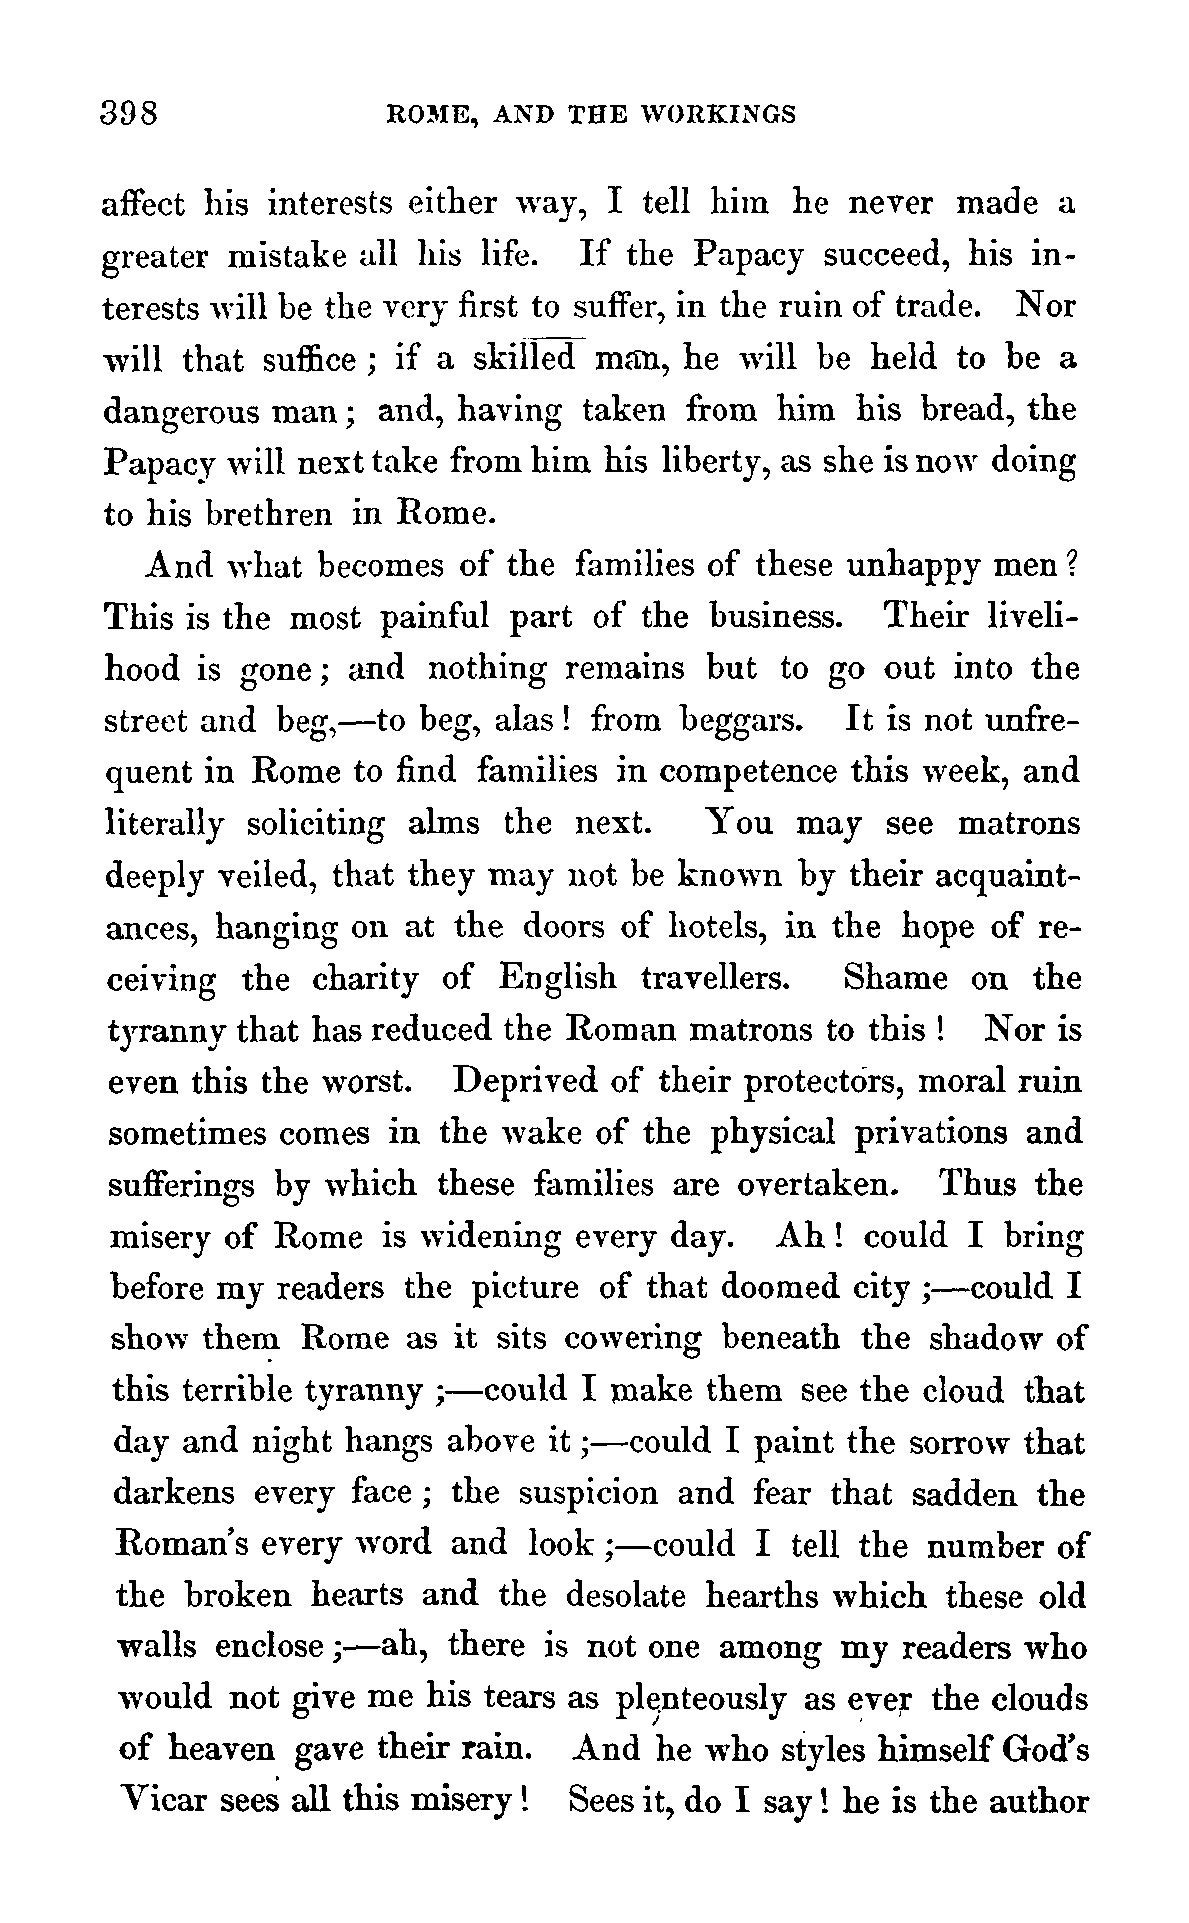 398 ROME, AND THE WORKINGS
affect his interests either way, I tell him he never made a
greater mistake all his life. If the Papacy succeed, his in-
terests will be the very first to suffer, in the ruin of trade. Nor
will that suffice ; if a skilled man, he will be held to be a
dangerous man ; and, having taken from him his bread, the
Papacy will next take from him his liberty, as she is now doing
to his brethren in Rome.
And what becomes of the families of these unhappy men ?
This is the most painful part of the business. Their liveli-
hood is gone ; and nothing remains but to go out into the
street and beg,—to beg, alas ! from beggars. It is not unfre-
quent in Rome to find families in competence this week, and
literally soliciting alms the next. You may see matrons
deeply veiled, that they may not be known by their acquaint-
ances, hanging on at the doors of hotels, in the hope of re-
ceiving the charity of English travellers. Shame on the
tyranny that has reduced the Roman matrons to this ! Nor is
even this the worst. Deprived of their protectors, moral ruin
sometimes comes in the wake of the physical privations and
sufferings by which these families are overtaken. Thus the
misery of Rome is widening every day. Ah ! could I bring
before my readers the picture of that doomed city ;—could I
show them Rome as it sits cowering beneath the shadow of
this terrible tyranny ;—could I make them see the cloud that
day and night hangs above it ;—could I paint the sorrow that
darkens every face ; the suspicion and fear that sadden the
Roman's every word and look ;—could I tell the number of
the broken hearts and the desolate hearths which these old
walls enclose ;—ah, there is not one among my readers who
would not give me his tears as plenteously as ever the clouds
of heaven gave their rain. And he who styles himself God's
Vicar sees all this misery ! Sees it, do I say ! he is the author